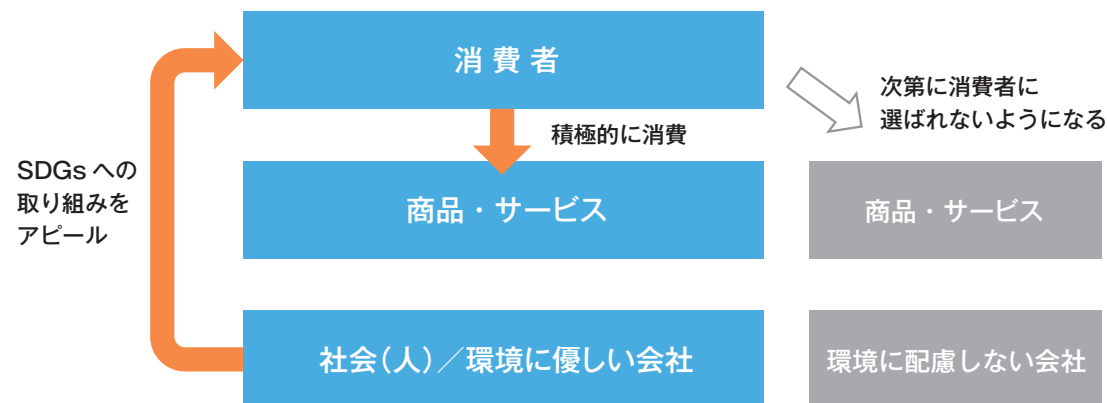 消費者
次第に消費者に
選ばれないようになる
積極的に消費
SDGsへの
取り組みを
アピール
商品・サービス
商品・サービス
社会(人)／環境に優しい会社
環境に配慮しない会社